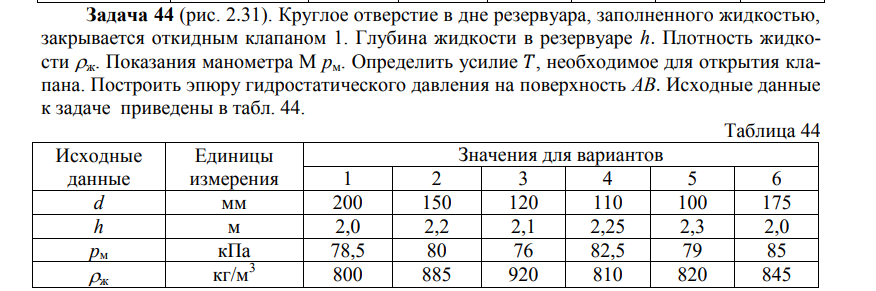 Задача 44 (рис. 2.31). Круглое отверстие в дне резервуара, заполненного жидкостью,
закрывается откидным клапаном 1. Глубина жидкости в резервуаре h. Плотность жидко-
сти ρж. Показания манометра М pм. Определить усилие T, необходимое для открытия кла-
пана. Построить эпюру гидростатического давления на поверхность AB. Исходные данные
к задаче приведены в табл. 44.
Таблица 44
Исходные данные Единицы измерения Значения для вариантов
1 2 3 4 5 6
d мм 200 150 120 110 100 175
h м 2,0 2,2 2,1 2,25 2,3 2,0
pм кПа 78,5 80 76 82,5 79 85
ρж кг/м³ 800 885 920 810 820 845